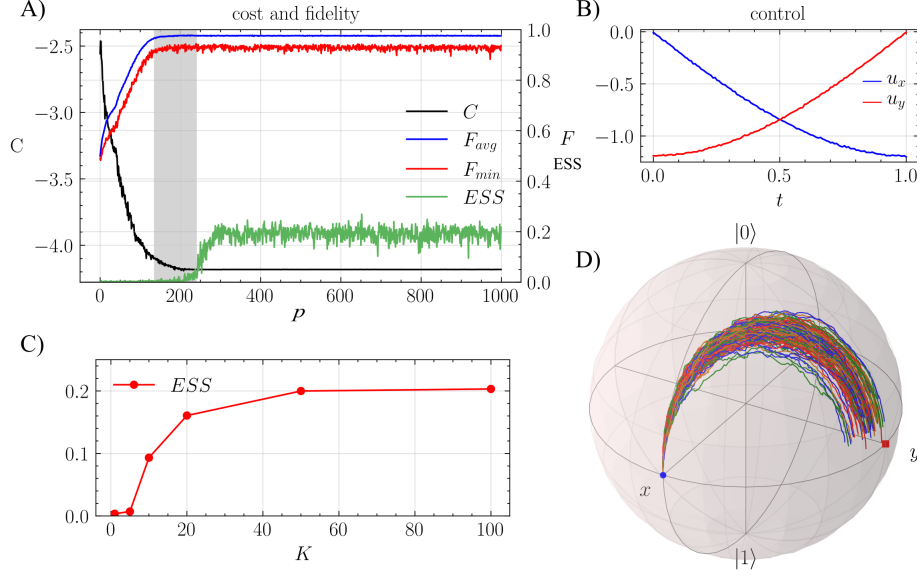 A) cost and fidelity
−2.5
−3.0
−3.5
−4.0
C
0 200 400 600 800 1000
p
1.0
0.8
0.6
0.4
0.2
0.0
F
ESS
C
F_avg
F_min
ESS
B) control
0.0
−0.5
−1.0
0.0 0.5 1.0
t
u_x
u_y
C)
ESS
0.2
0.1
0.0
0 20 40 60 80 100
K
D)
|0⟩
x
y
|1⟩